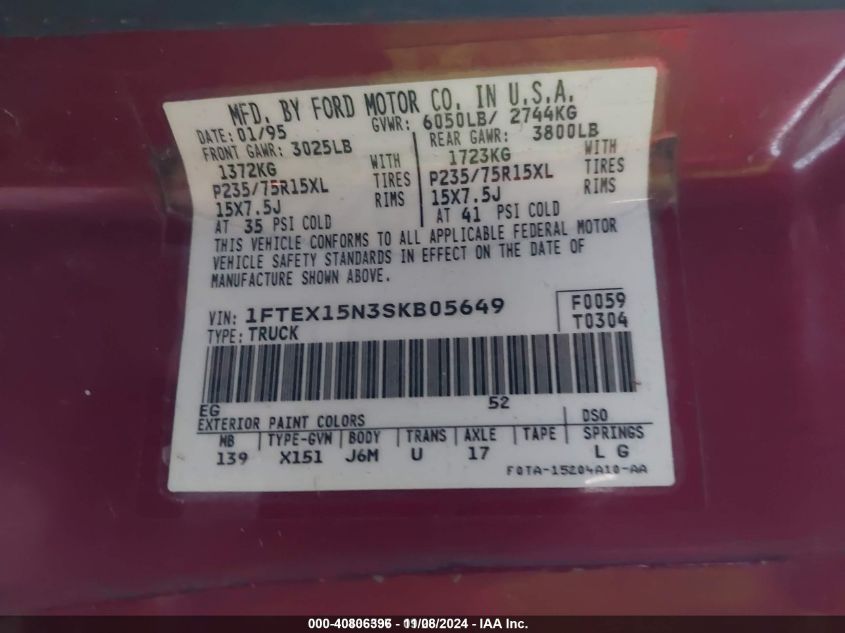 MFD. BY FORD MOTOR CO. IN U.S.A.
DATE: 01/95 GVWR: 6050LB/ 2744KG
FRONT GAWR: 3025LB REAR GAWR: 3800LB
1372KG WITH 1723KG WITH
P235/75R15XL TIRES P235/75R15XL TIRES
15X7.5J RIMS 15X7.5J RIMS
AT 35 PSI COLD AT 41 PSI COLD
THIS VEHICLE CONFORMS TO ALL APPLICABLE FEDERAL MOTOR
VEHICLE SAFETY STANDARDS IN EFFECT ON THE DATE OF
MANUFACTURE SHOWN ABOVE.
VIN: 1FTEX15N3SKB05649 F0059
TYPE: TRUCK T0304
EG 52
EXTERIOR PAINT COLORS DSO
WB TYPE-GVW BODY TRANS AXLE TAPE SPRINGS
139 X151 J6M U 17 L G
F0TA-15204A10-AA
000-40806396 - 2024 - IAA Inc.